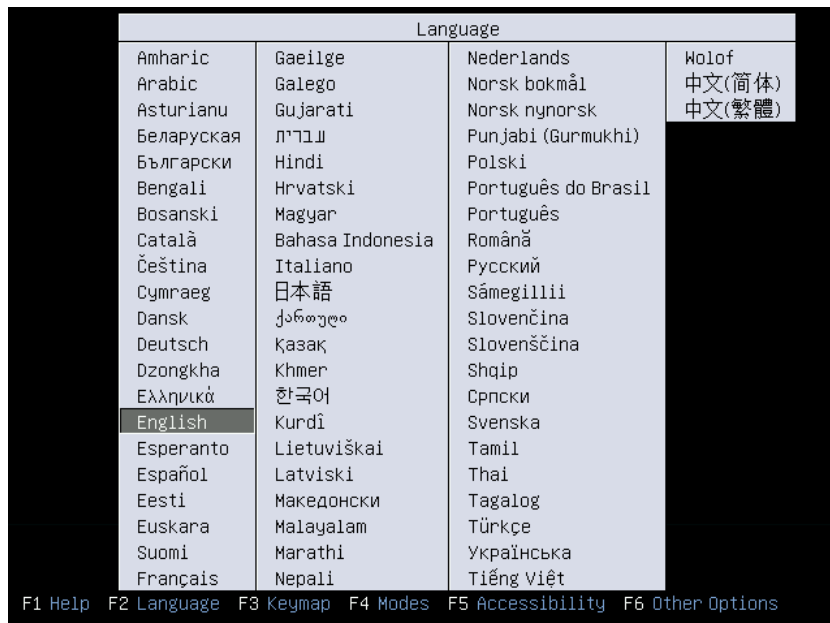 Language
Amharic
Arabic
Asturianu
Беларуская
Български
Bengali
Bosanski
Català
Čeština
Cymraeg
Dansk
Deutsch
Dzongkha
Ελληνικά
English
Esperanto
Español
Eesti
Euskara
Suomi
Français
Gaeilge
Galego
Gujarati
עברית
Hindi
Hrvatski
Magyar
Bahasa Indonesia
Italiano
日本語
ქართული
Қазақ
Khmer
한국어
Kurdî
Lietuviškai
Latviski
Македонски
Malayalam
Marathi
Nepali
Nederlands
Norsk bokmål
Norsk nynorsk
Punjabi (Gurmukhi)
Polski
Português do Brasil
Português
Română
Русский
Sámegillii
Slovenčina
Slovenščina
Shqip
Српски
Svenska
Tamil
Thai
Tagalog
Türkçe
Українська
Tiếng Việt
Wolof
中文(简体)
中文(繁體)
F1 Help F2 Language F3 Keymap F4 Modes F5 Accessibility F6 Other Options